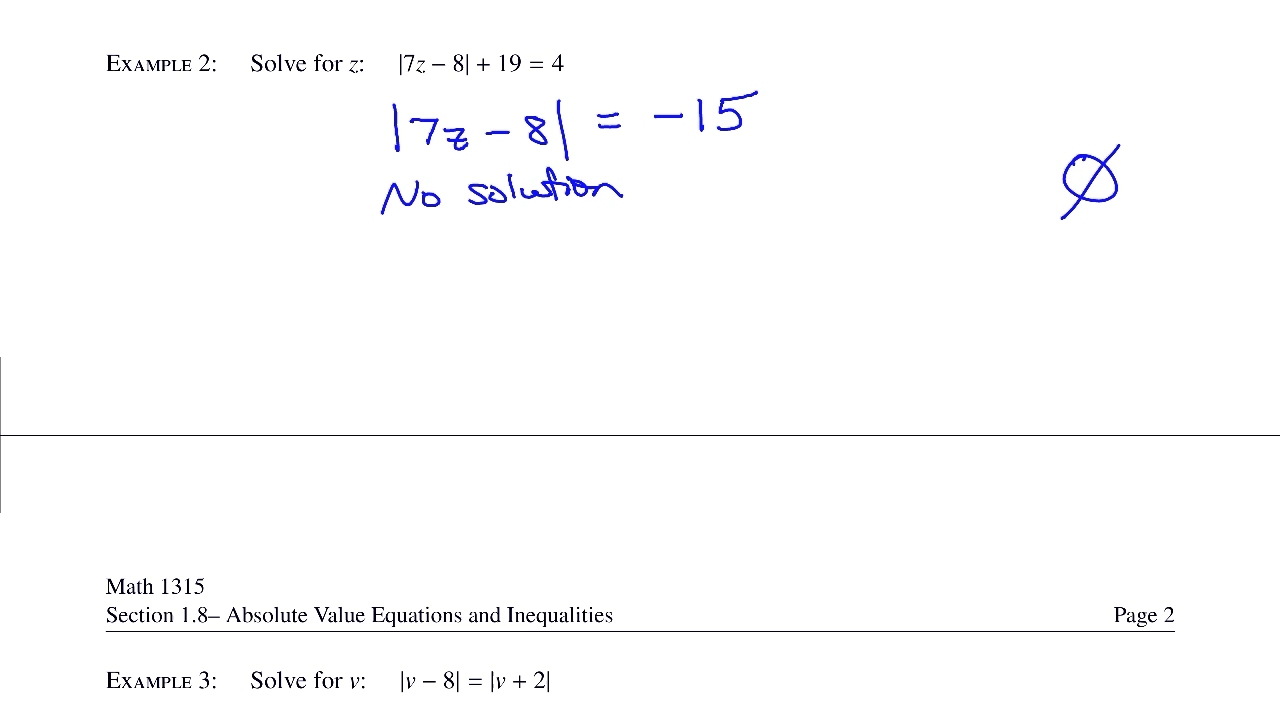 EXAMPLE 2: Solve for z: |7z − 8| + 19 = 4
|7z − 8| = −15
No solution
∅
Math 1315
Section 1.8– Absolute Value Equations and Inequalities Page 2
EXAMPLE 3: Solve for v: |v − 8| = |v + 2|